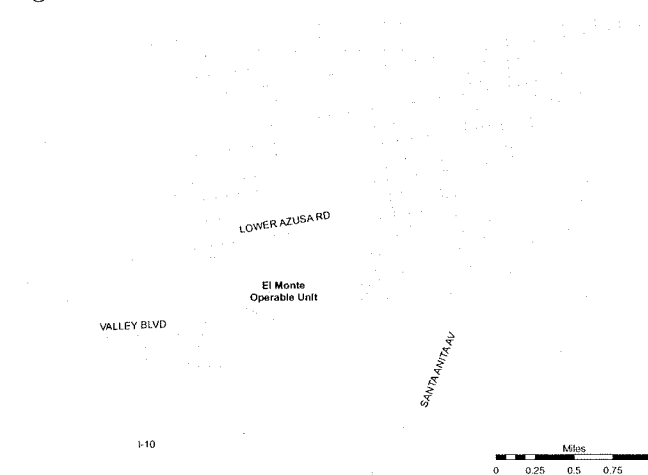 LOWER AZUSA RD
El Monte
Operable Unit
VALLEY BLVD
SANTA ANITA AV
I-10
Miles
0 0.25 0.5 0.75